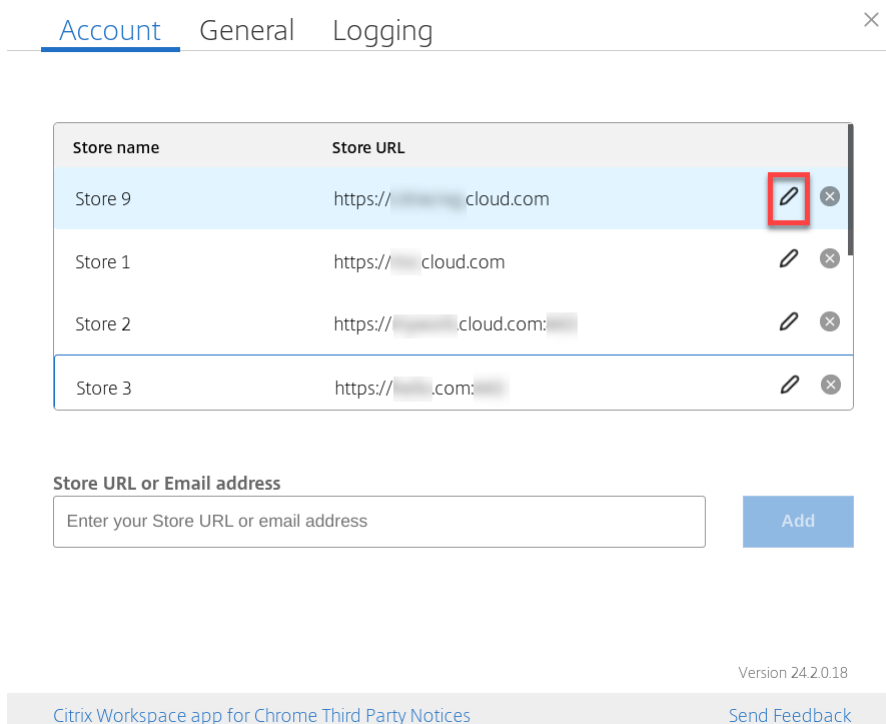 Account General Logging
Store name Store URL
Store 9 https:// cloud.com
Store 1 https:// cloud.com
Store 2 https:// .cloud.com:
Store 3 https:// .com:
Store URL or Email address
Enter your Store URL or email address
Add
Version 24.2.0.18
Citrix Workspace app for Chrome Third Party Notices Send Feedback